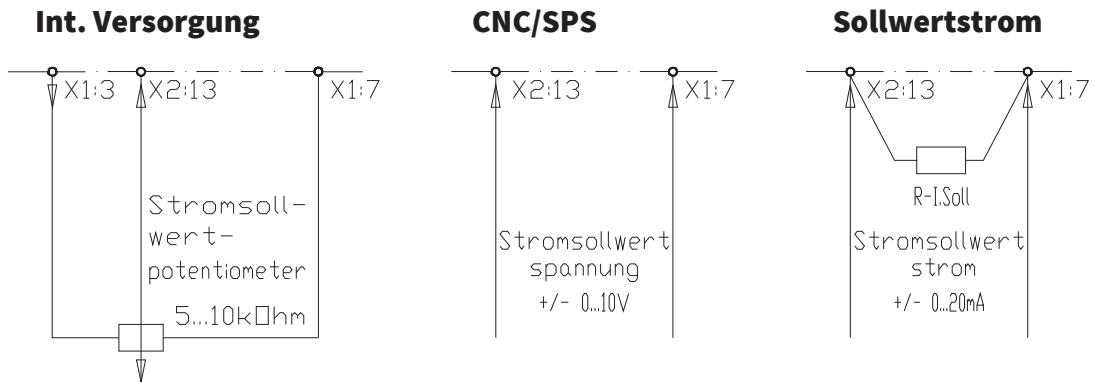 Int. Versorgung
X1:3
X2:13
X1:7
Stromsoll-
wert-
potentiometer
5...10k□hm
CNC/SPS
X2:13
X1:7
Stromsollwert
spannung
+/- 0...10V
Sollwertstrom
X2:13
X1:7
R-I.Soll
Stromsollwert
strom
+/- 0...20mA